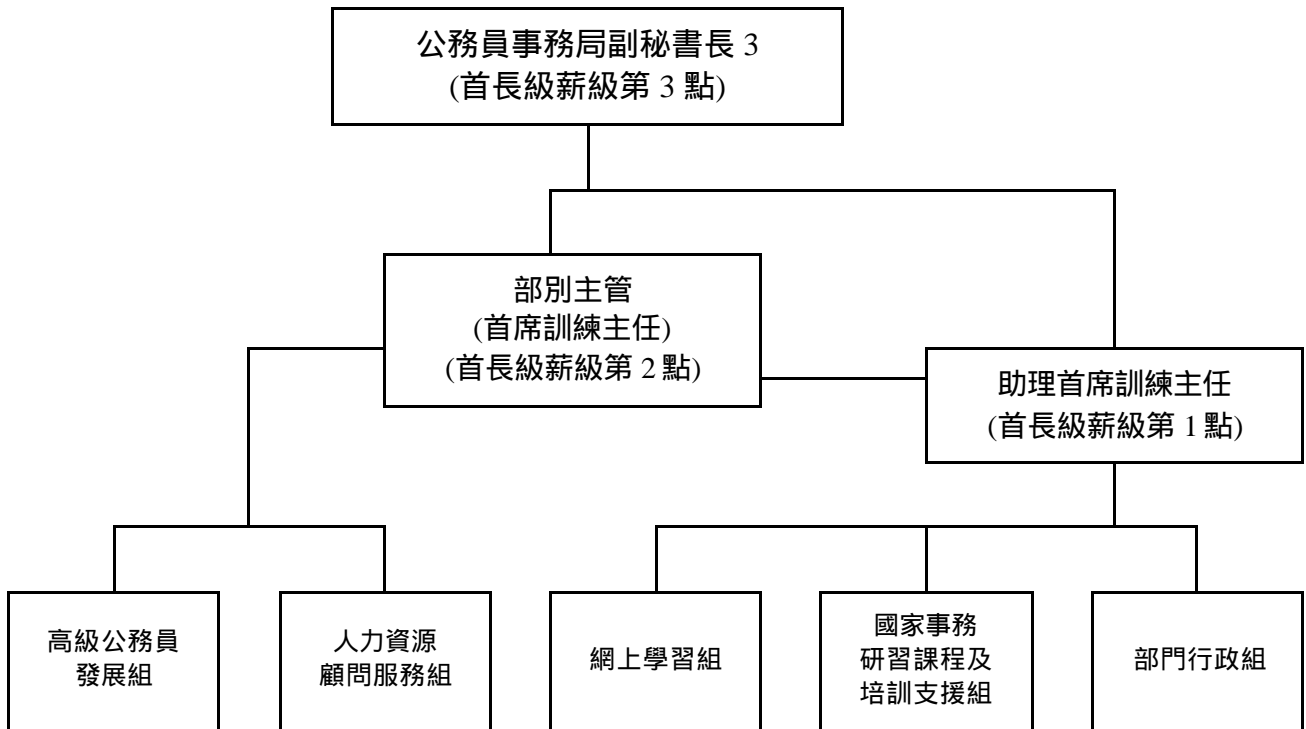 公務員事務局副秘書長 3
(首長級薪級第 3 點)
部別主管
(首席訓練主任)
(首長級薪級第 2 點)
助理首席訓練主任
(首長級薪級第 1 點)
高級公務員
發展組
人力資源
顧問服務組
網上學習組
國家事務
研習課程及
培訓支援組
部門行政組